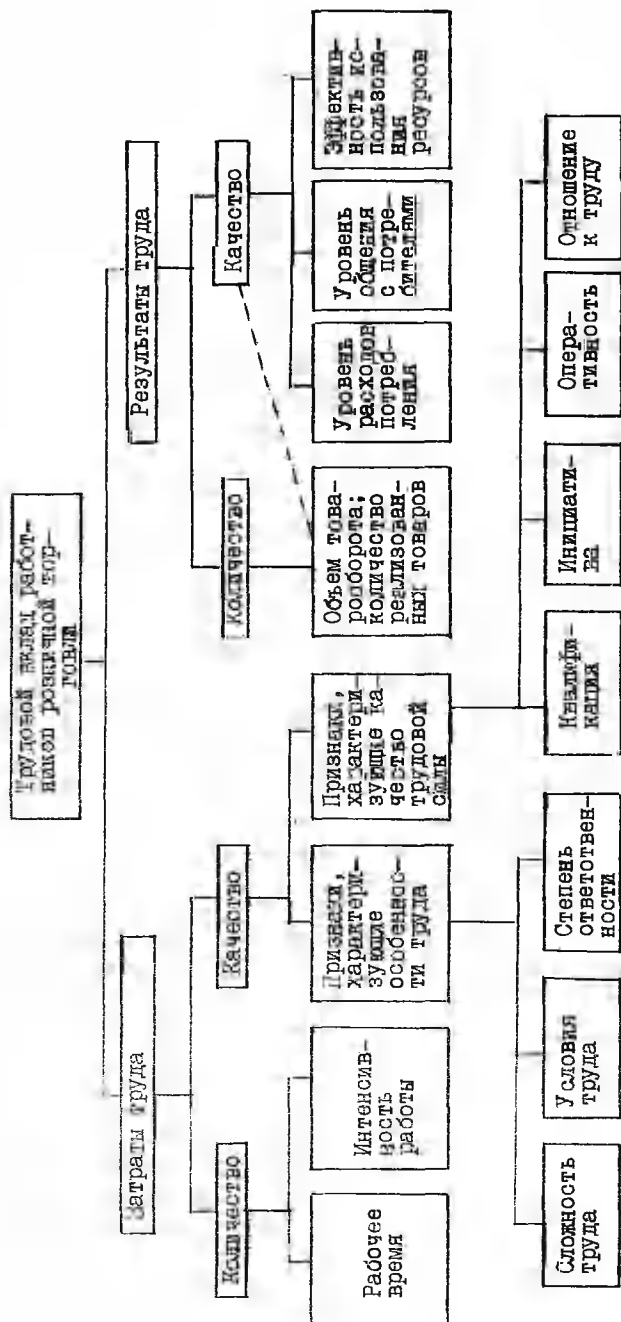 Трудовой вклад работ-
ников розничной тор-
говли
Затраты труда
Результаты труда
Количество
Качество
Количество
Качество
Рабочее
время
Интенсив-
ность
работы
Признаки,
характери-
зующие
особеннос-
ти труда
Признаки,
характери-
зующие ка-
чество
трудовой
силы
Объем това-
рооборота;
количество
реализован-
ных товаров
Уровень
расходов
потреб-
ления
Уровень
общения
с потре-
бителями
Эффектив-
ность ис-
пользова-
ния
ресурсов
Сложность
труда
Условия
труда
Степень
ответствен-
ности
Квалифи-
кация
Инициати-
ва
Опера-
тивность
Отношение
к труду